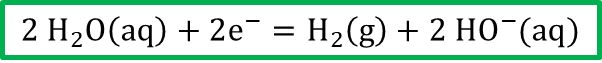 2 H₂O(aq) + 2e⁻ = H₂(g) + 2 HO⁻(aq)